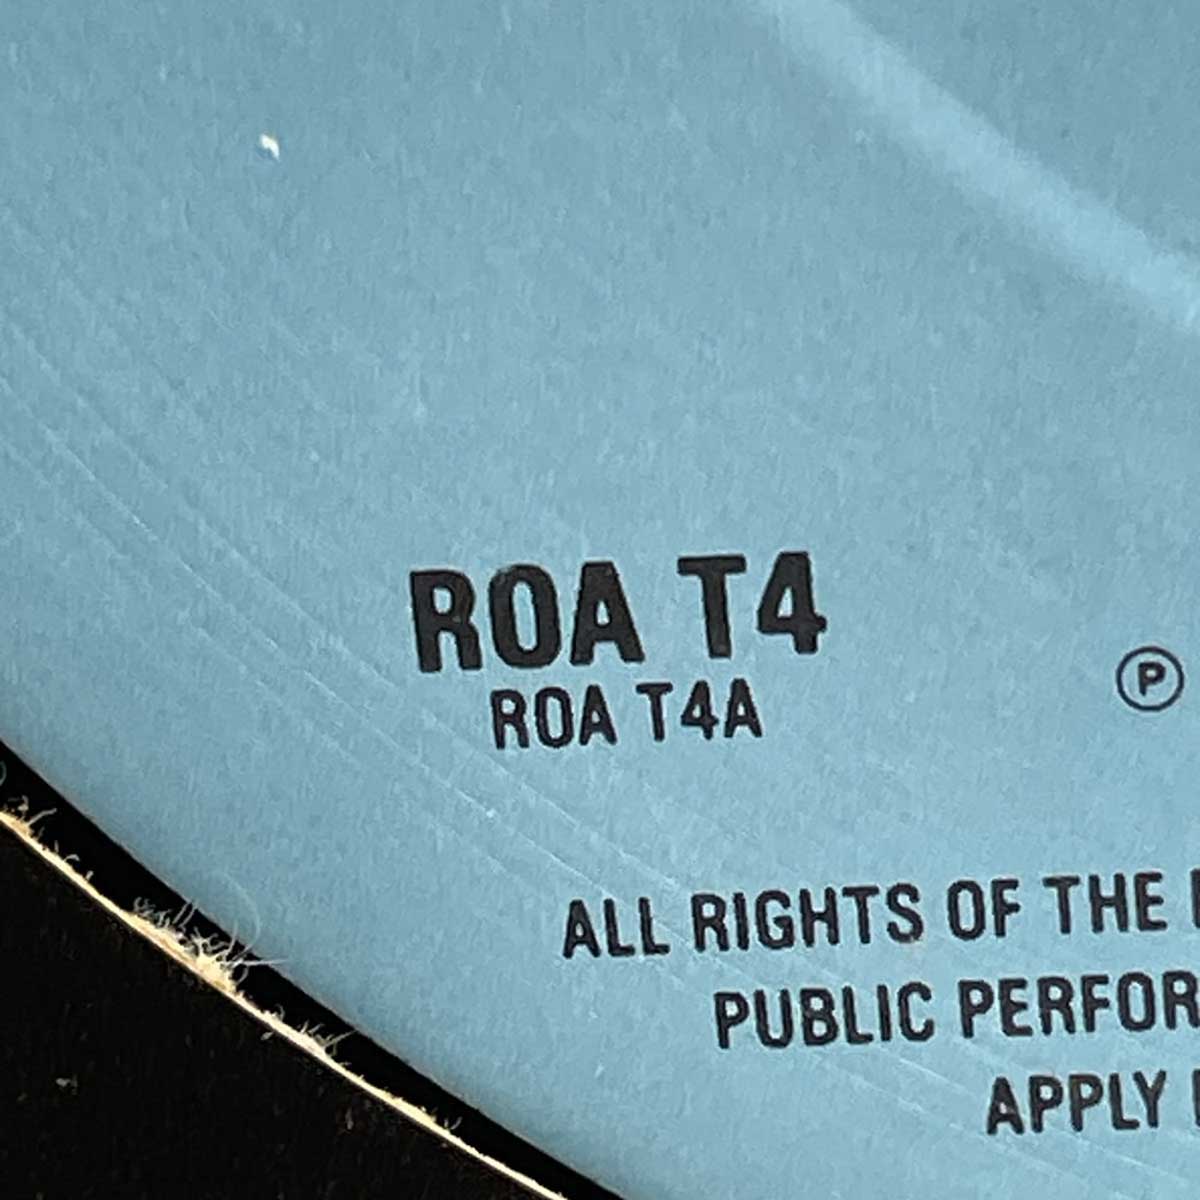 ROA T4
ROA T4A
Ⓟ
ALL RIGHTS OF THE
PUBLIC PERFOR
APPLY